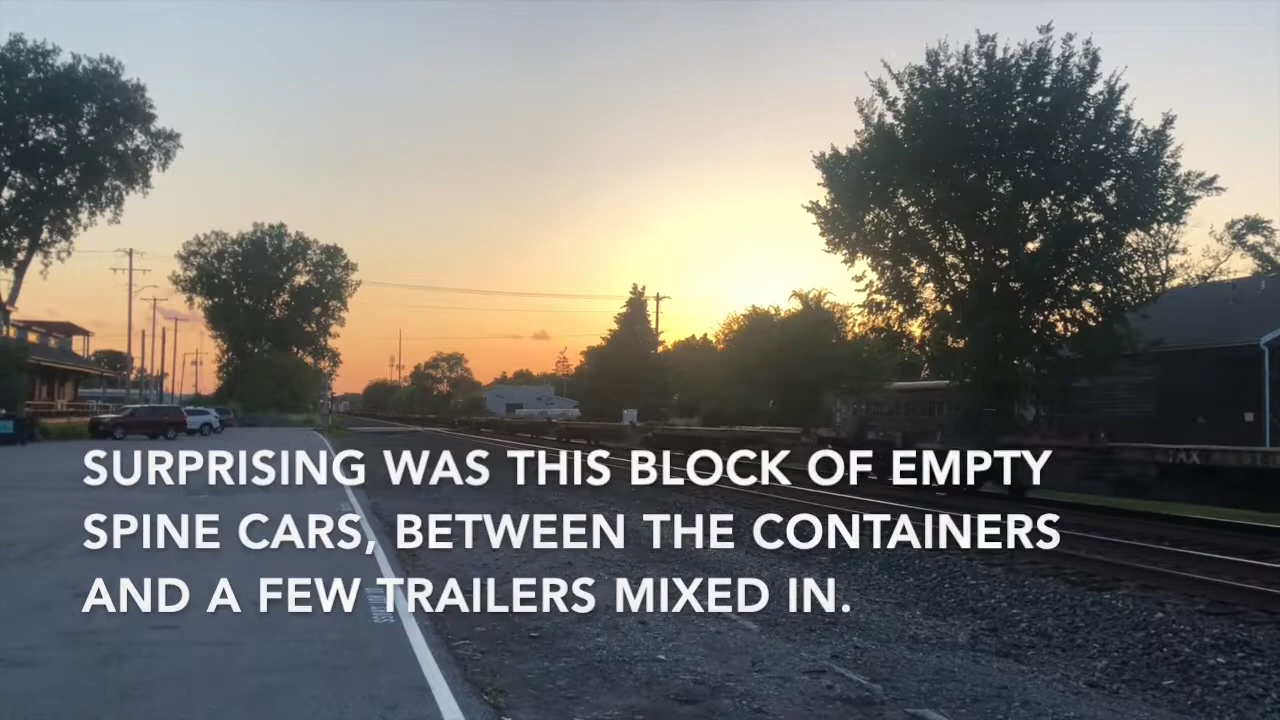 SURPRISING WAS THIS BLOCK OF EMPTY
SPINE CARS, BETWEEN THE CONTAINERS
AND A FEW TRAILERS MIXED IN.